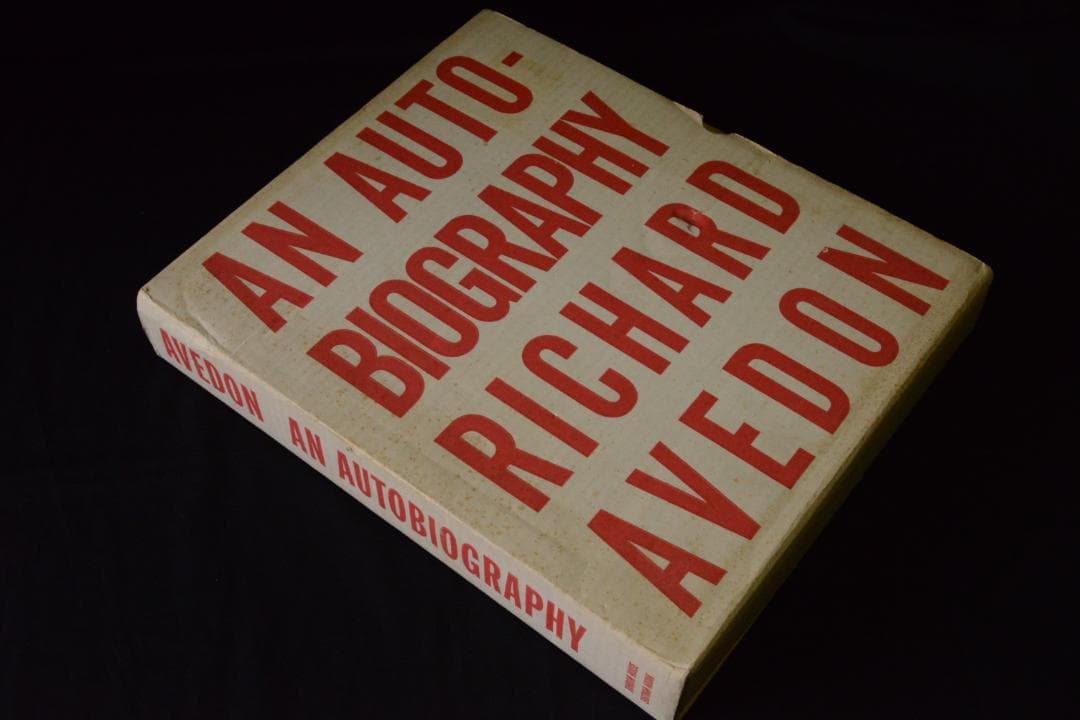 AN AUTO-
BIOGRAPHY
RICHARD
AVEDON
AVEDON AN AUTOBIOGRAPHY